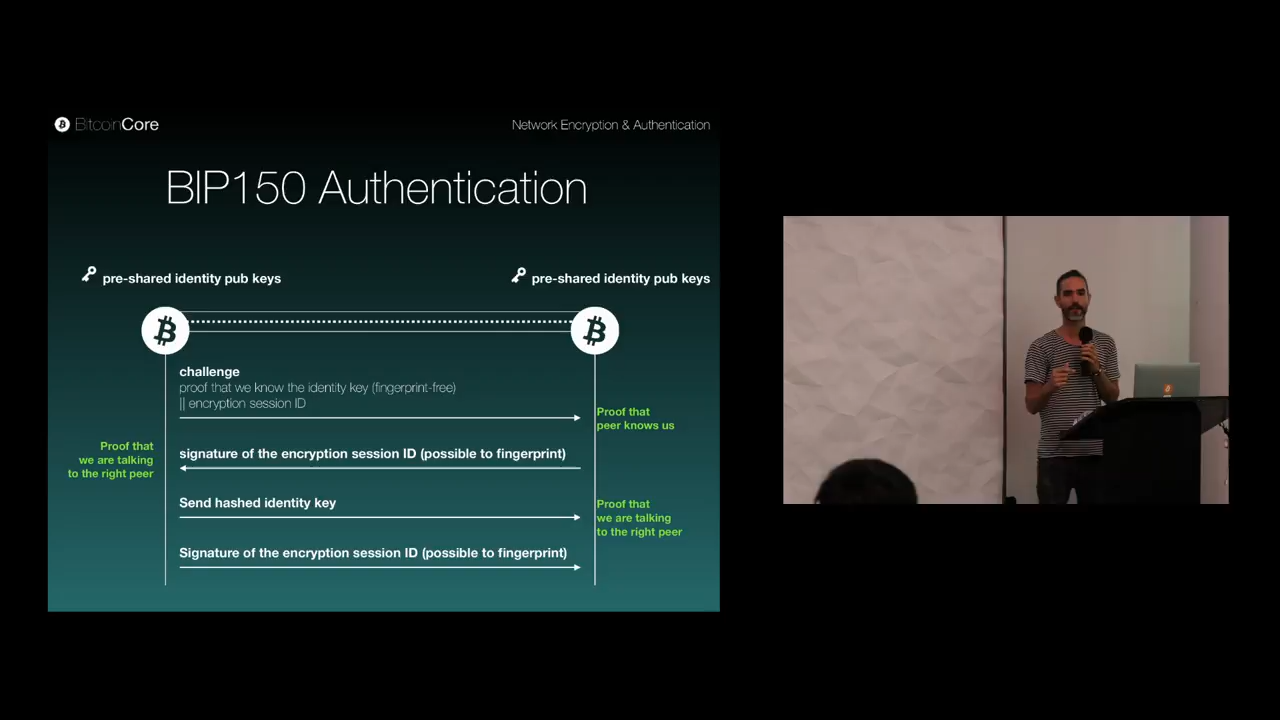 BitcoinCore
Network Encryption & Authentication
BIP150 Authentication
pre-shared identity pub keys
pre-shared identity pub keys
challenge
proof that we know the identity key (fingerprint-free)
|| encryption session ID
Proof that
peer knows us
Proof that
we are talking
to the right peer
signature of the encryption session ID (possible to fingerprint)
Send hashed identity key
Proof that
we are talking
to the right peer
Signature of the encryption session ID (possible to fingerprint)